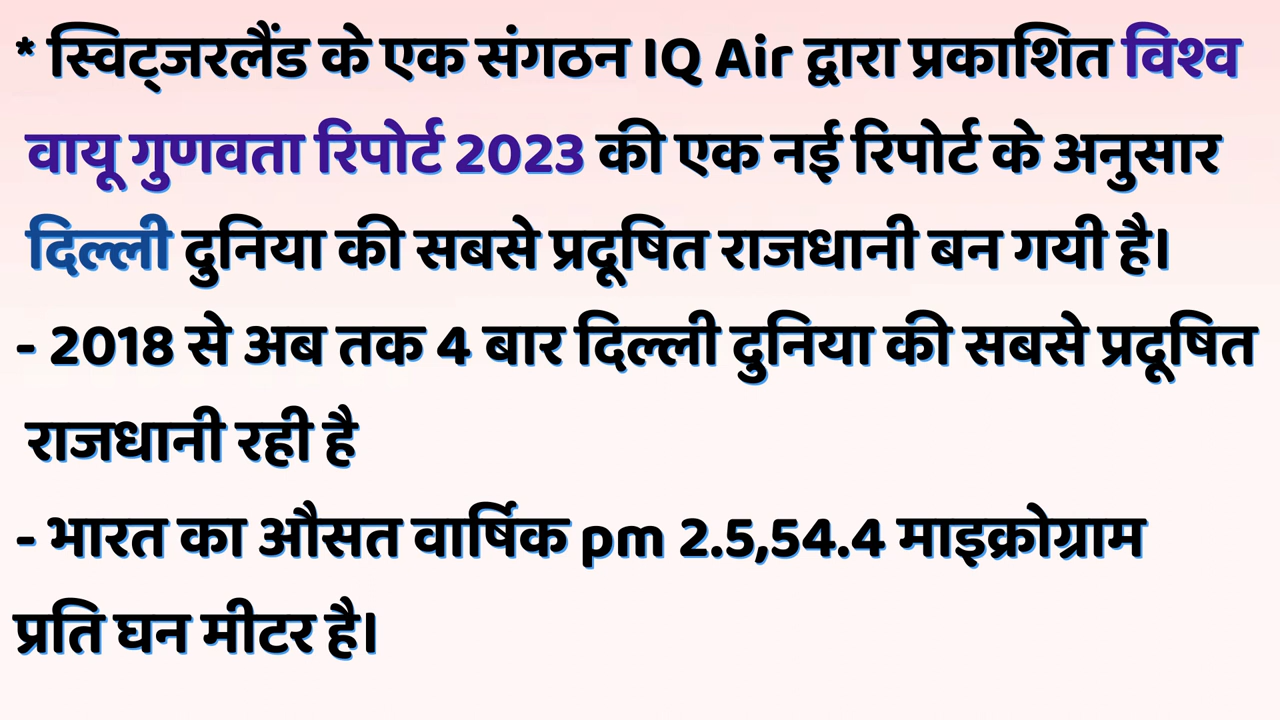 * स्विट्जरलैंड के एक संगठन IQ Air द्वारा प्रकाशित विश्व
वायू गुणवता रिपोर्ट 2023 की एक नई रिपोर्ट के अनुसार
दिल्ली दुनिया की सबसे प्रदूषित राजधानी बन गयी है।
- 2018 से अब तक 4 बार दिल्ली दुनिया की सबसे प्रदूषित
राजधानी रही है
- भारत का औसत वार्षिक pm 2.5,54.4 माइक्रोग्राम
प्रति घन मीटर है।